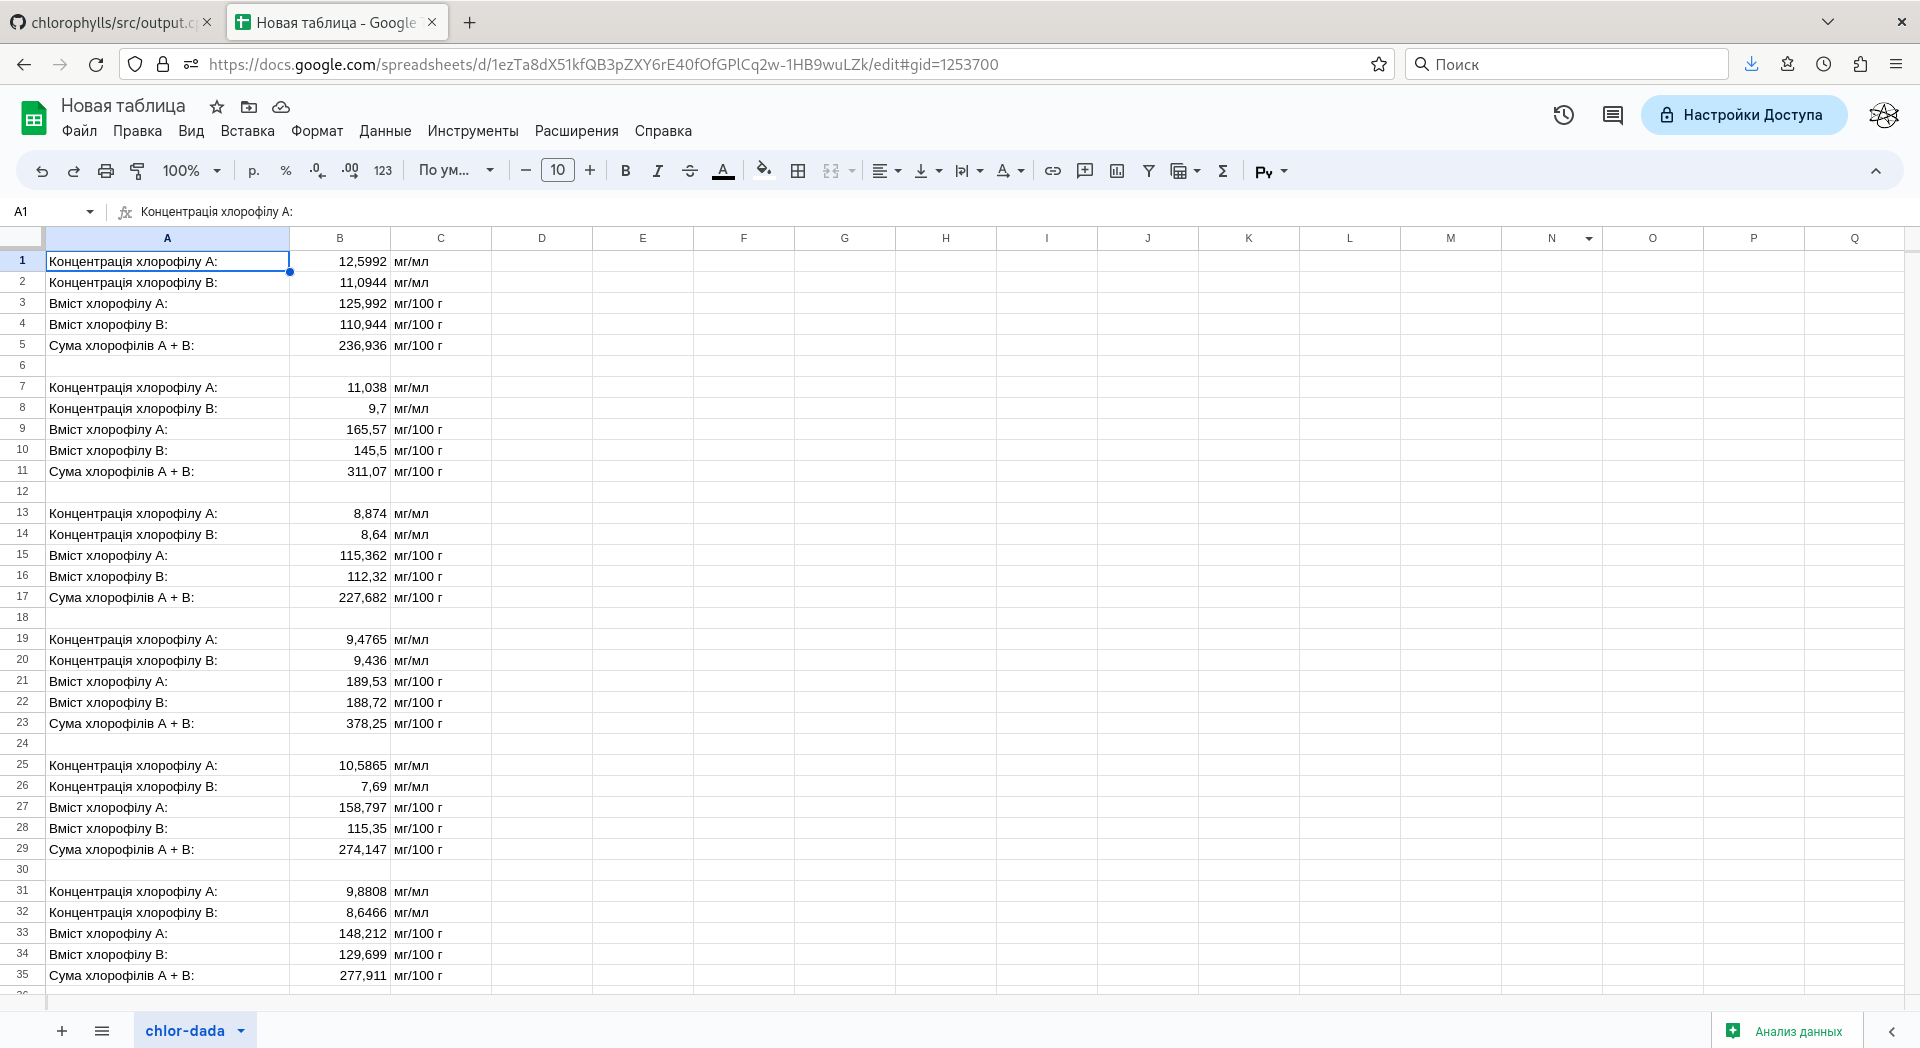 chlorophylls/src/output.c
Новая таблица - Google
https://docs.google.com/spreadsheets/d/1ezTa8dX51kfQB3pZXY6rE40fOfGPlCq2w-1HB9wuLZk/edit#gid=1253700
Поиск
Новая таблица
Файл Правка Вид Вставка Формат Данные Инструменты Расширения Справка
Настройки Доступа
100% р. % .0 .00 123 По ум... 10 B I A Σ
A1 fx Концентрація хлорофілу А:
A B C D E F G H I J K L M N O P Q
1 Концентрація хлорофілу А: 12,5992 мг/мл
2 Концентрація хлорофілу В: 11,0944 мг/мл
3 Вміст хлорофілу А: 125,992 мг/100 г
4 Вміст хлорофілу В: 110,944 мг/100 г
5 Сума хлорофілів А + В: 236,936 мг/100 г
6
7 Концентрація хлорофілу А: 11,038 мг/мл
8 Концентрація хлорофілу В: 9,7 мг/мл
9 Вміст хлорофілу А: 165,57 мг/100 г
10 Вміст хлорофілу В: 145,5 мг/100 г
11 Сума хлорофілів А + В: 311,07 мг/100 г
12
13 Концентрація хлорофілу А: 8,874 мг/мл
14 Концентрація хлорофілу В: 8,64 мг/мл
15 Вміст хлорофілу А: 115,362 мг/100 г
16 Вміст хлорофілу В: 112,32 мг/100 г
17 Сума хлорофілів А + В: 227,682 мг/100 г
18
19 Концентрація хлорофілу А: 9,4765 мг/мл
20 Концентрація хлорофілу В: 9,436 мг/мл
21 Вміст хлорофілу А: 189,53 мг/100 г
22 Вміст хлорофілу В: 188,72 мг/100 г
23 Сума хлорофілів А + В: 378,25 мг/100 г
24
25 Концентрація хлорофілу А: 10,5865 мг/мл
26 Концентрація хлорофілу В: 7,69 мг/мл
27 Вміст хлорофілу А: 158,797 мг/100 г
28 Вміст хлорофілу В: 115,35 мг/100 г
29 Сума хлорофілів А + В: 274,147 мг/100 г
30
31 Концентрація хлорофілу А: 9,8808 мг/мл
32 Концентрація хлорофілу В: 8,6466 мг/мл
33 Вміст хлорофілу А: 148,212 мг/100 г
34 Вміст хлорофілу В: 129,699 мг/100 г
35 Сума хлорофілів А + В: 277,911 мг/100 г
chlor-dada
Анализ данных